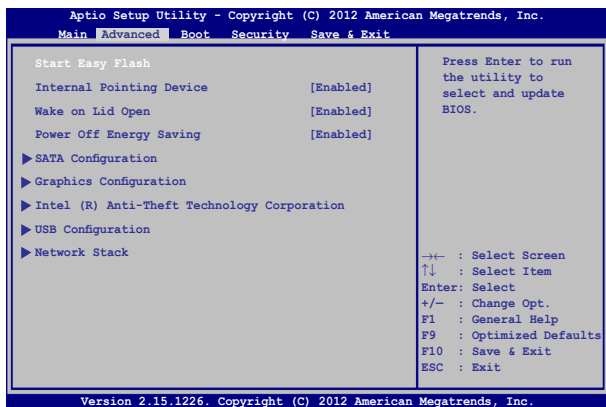 Aptio Setup Utility - Copyright (C) 2012 American Megatrends, Inc.
Main Advanced Boot Security Save & Exit
Start Easy Flash
Internal Pointing Device [Enabled]
Wake on Lid Open [Enabled]
Power Off Energy Saving [Enabled]
SATA Configuration
Graphics Configuration
Intel (R) Anti-Theft Technology Corporation
USB Configuration
Network Stack
Press Enter to run
the utility to
select and update
BIOS.
→← : Select Screen
↑↓ : Select Item
Enter: Select
+/— : Change Opt.
F1 : General Help
F9 : Optimized Defaults
F10 : Save & Exit
ESC : Exit
Version 2.15.1226. Copyright (C) 2012 American Megatrends, Inc.